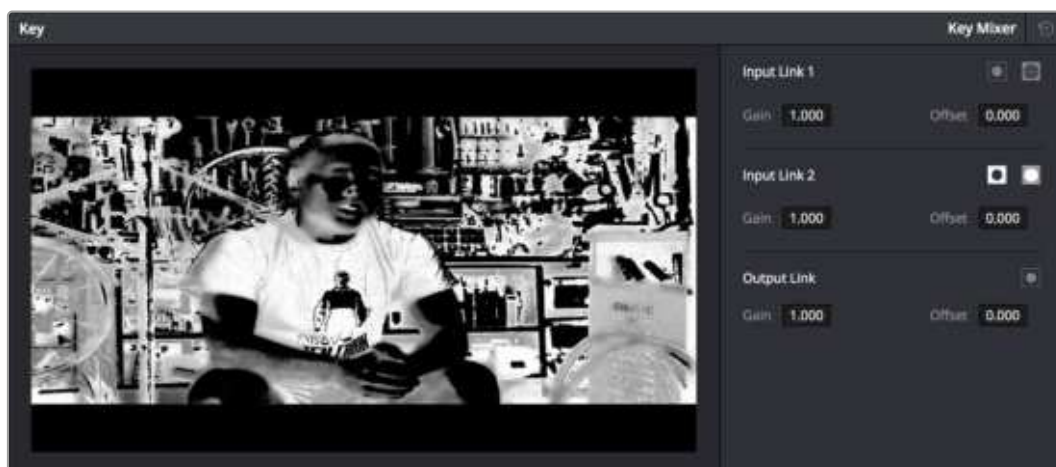 Key
Key Mixer
Input Link 1
Gain 1.000 Offset 0.000
Input Link 2
Gain 1.000 Offset 0.000
Output Link
Gain 1.000 Offset 0.000